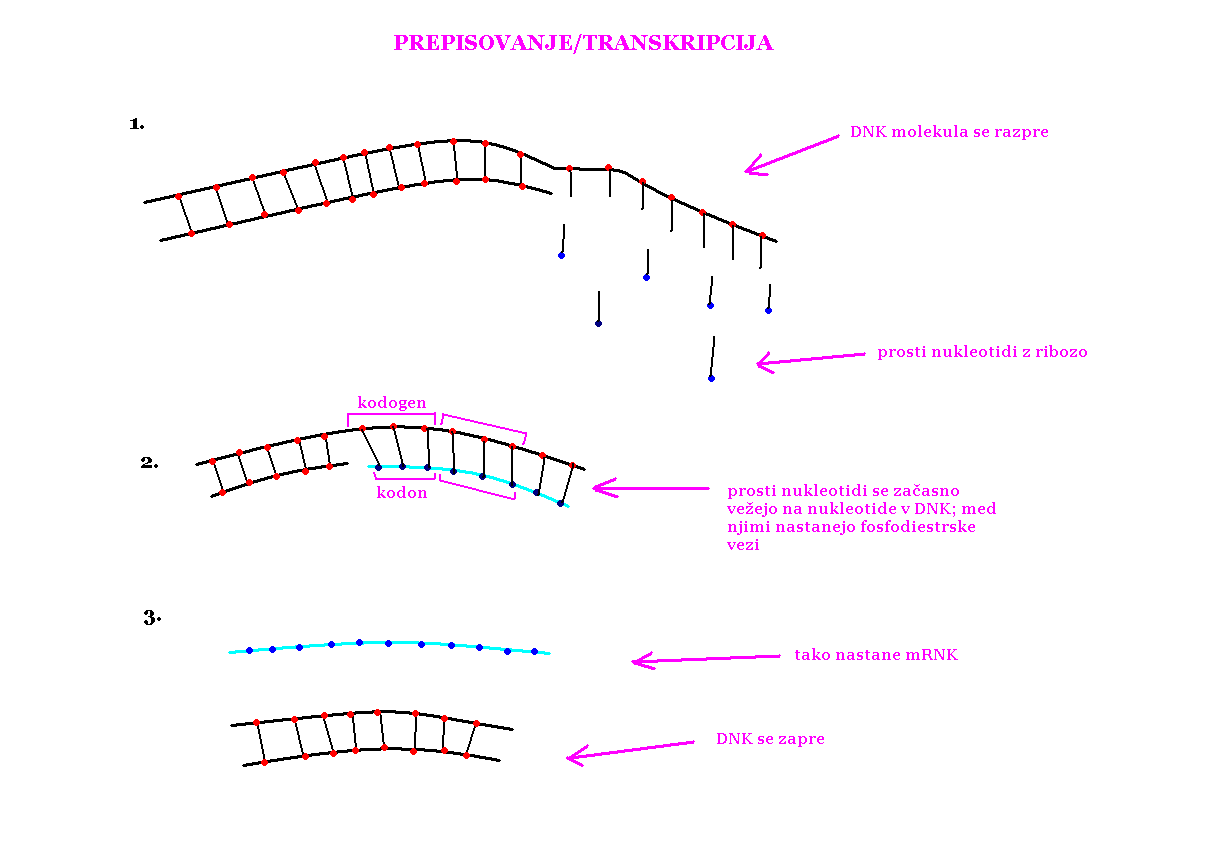 PREPISOVANJE/TRANSKRIPCIJA
1.
DNK molekula se razpre
prosti nukleotidi z ribozo
kodogen
2.
kodon
prosti nukleotidi se začasno
vežejo na nukleotide v DNK; med
njimi nastanejo fosfodiestrske
vezi
3.
tako nastane mRNK
DNK se zapre